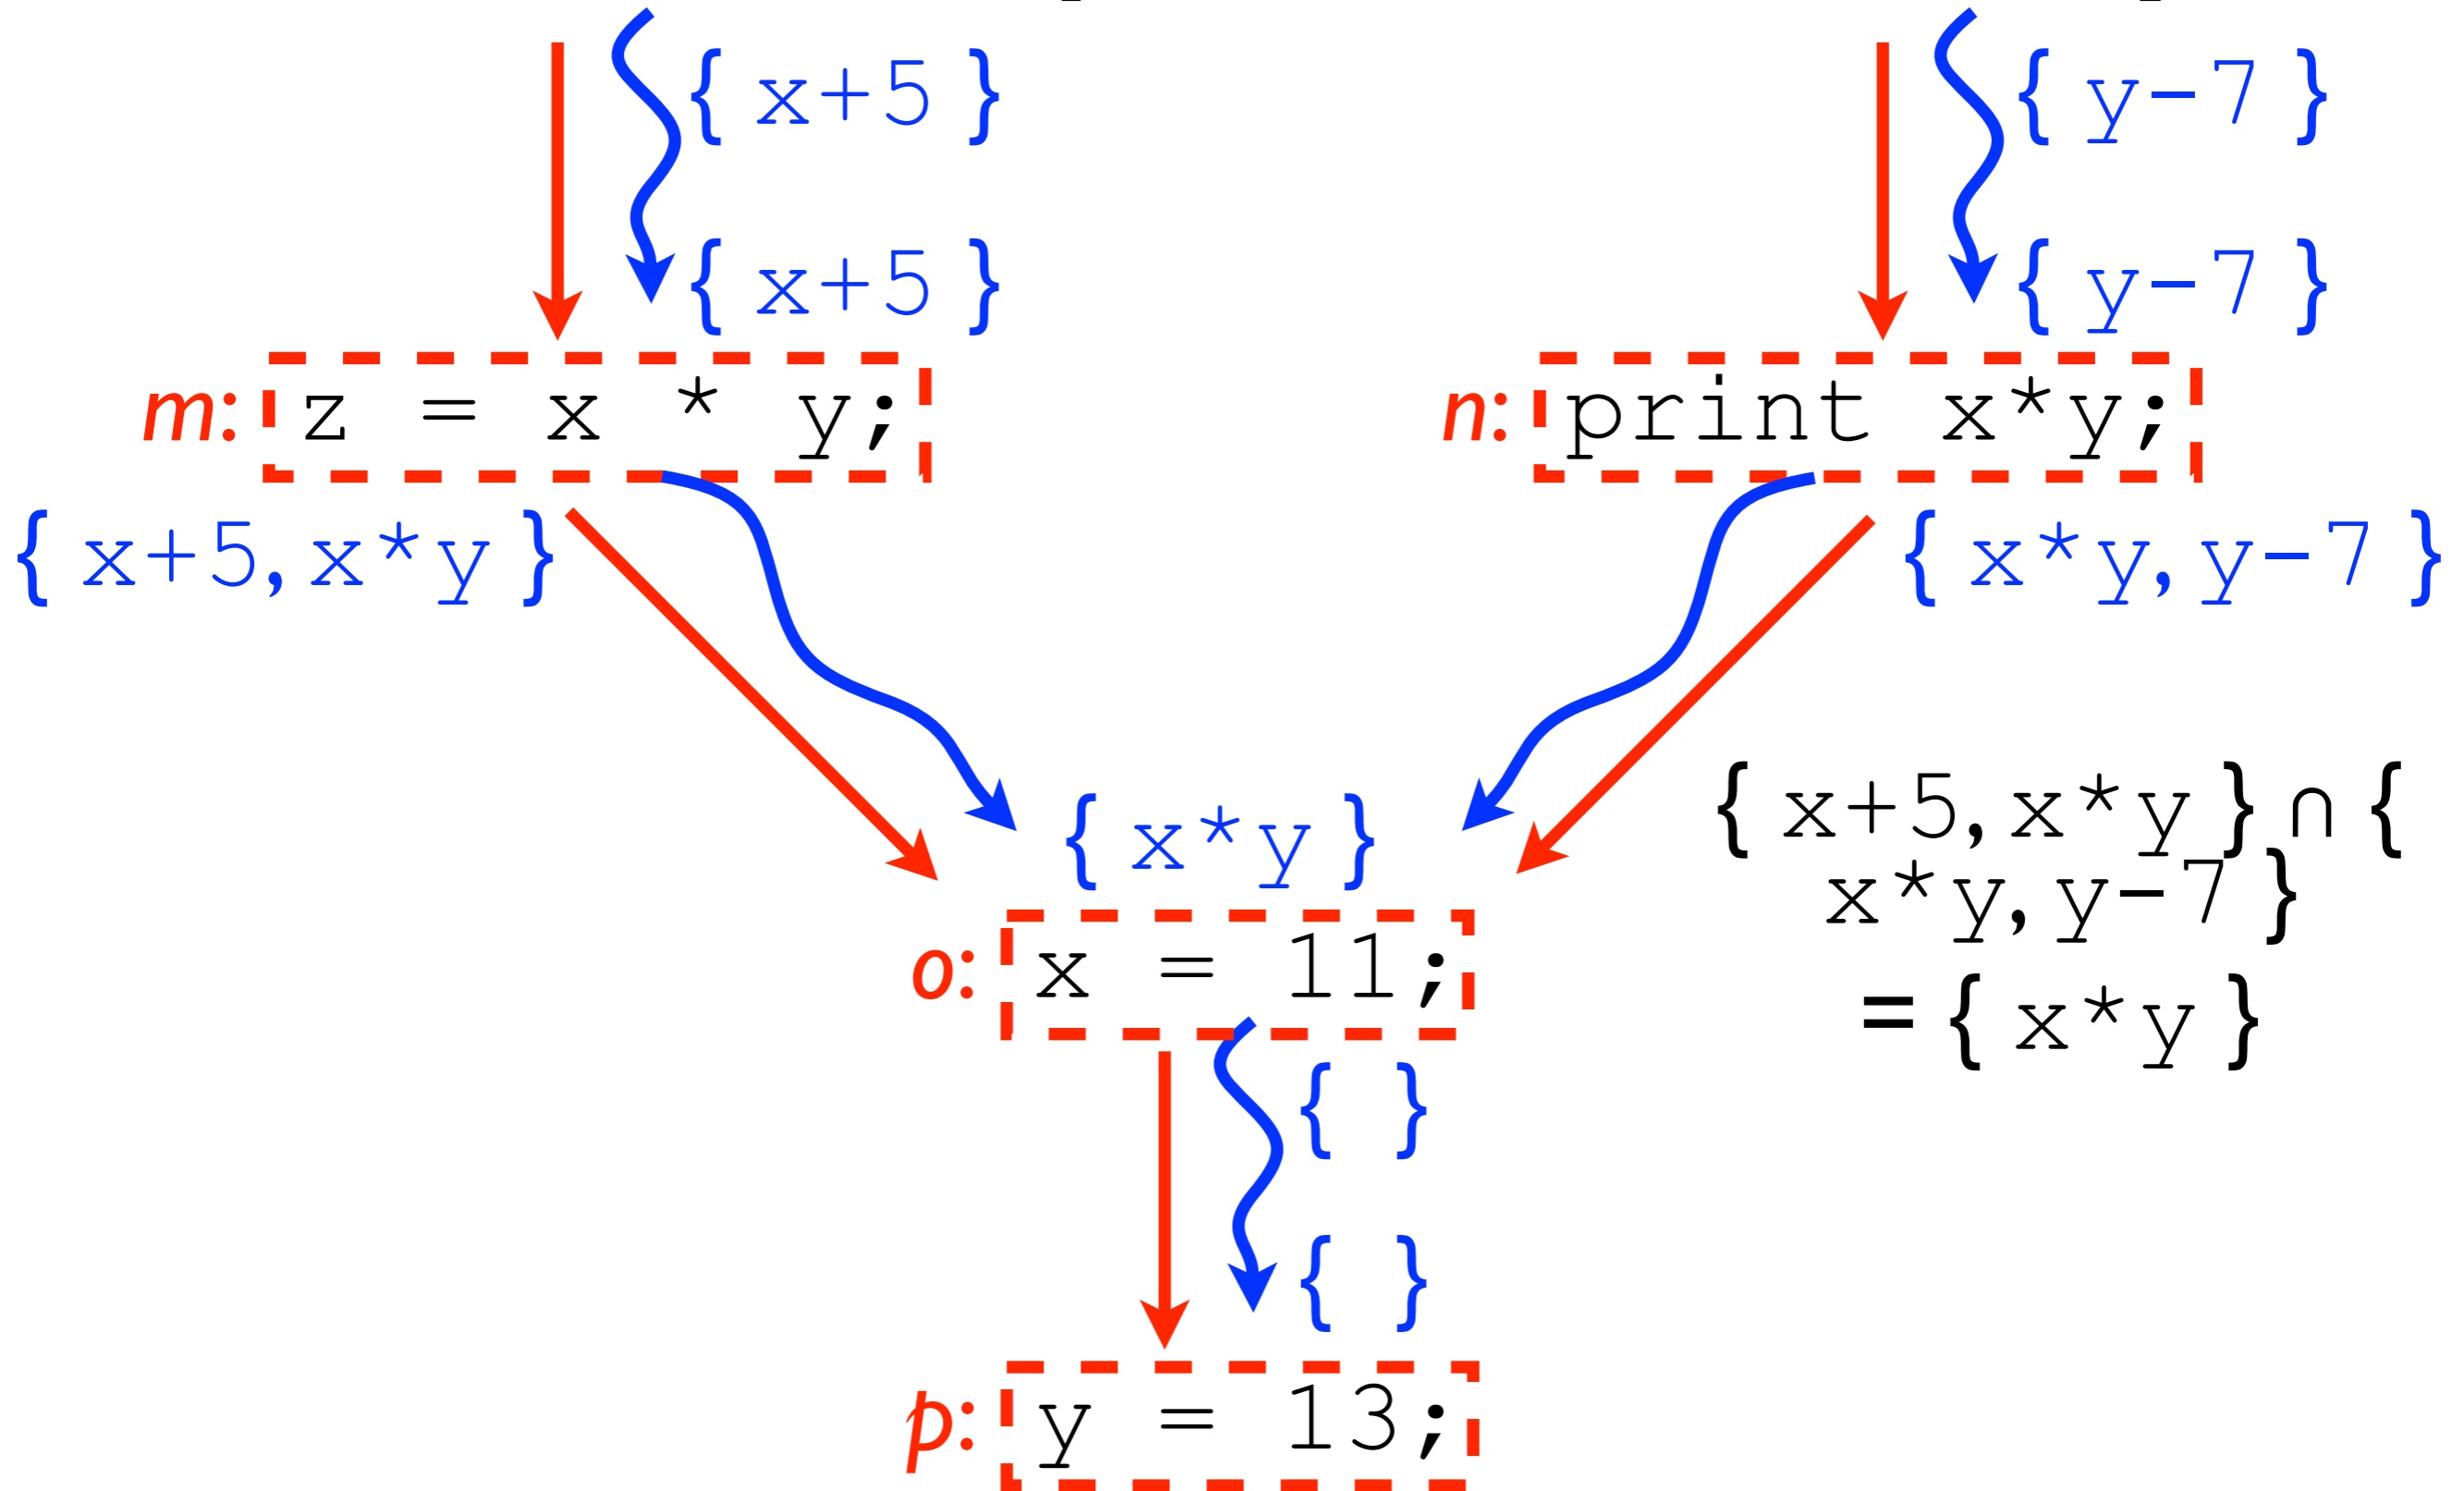 { x+5 }
{ y-7 }
{ x+5 }
{ y-7 }
m: z = x * y;
n: print x*y;
{ x+5,x*y }
{ x*y,y-7 }
{ x*y }
{ x+5,x*y } ∩ {
x*y,y-7 }
= { x*y }
o: x = 11;
{ }
{ }
p: y = 13;